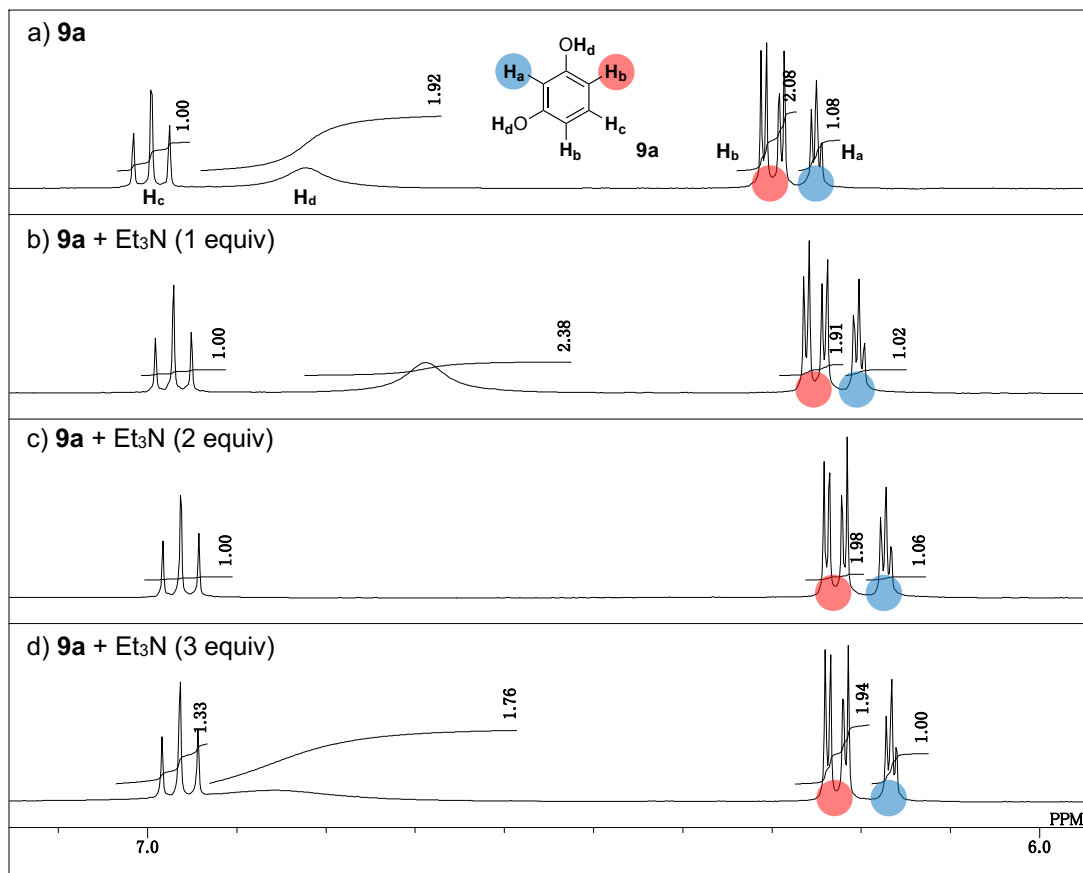 a) 9a
OHd
Ha
Hb
HdO
Hc
Hb
9a
1.00
1.92
2.08
1.08
Hc
Hd
Hb
Ha
b) 9a + Et₃N (1 equiv)
1.00
2.38
1.91
1.02
c) 9a + Et₃N (2 equiv)
1.00
1.98
1.06
d) 9a + Et₃N (3 equiv)
1.33
1.76
1.94
1.00
PPM
7.0
6.0